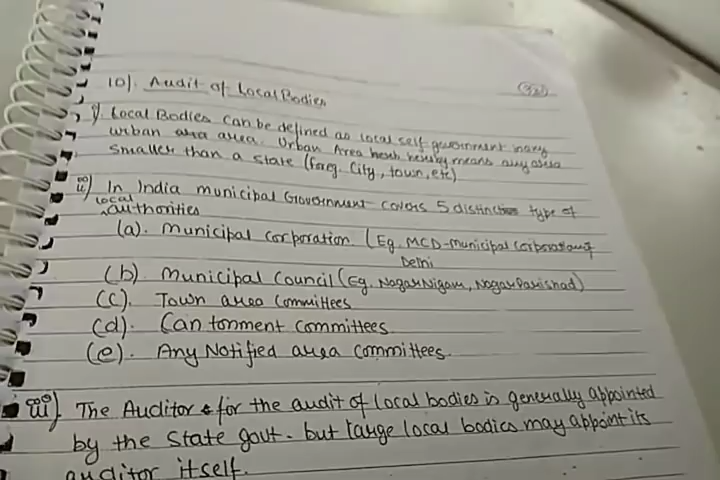 10). Audit of Local Bodies
i) Local Bodies can be defined as local self government in any
urban area. Urban Area hereby means any area
smaller than a state (for eg. City, town, etc)
ii) In India municipal Government covers 5 distinct type of
local
authorities
(a). Municipal corporation (Eg. MCD-Municipal Corporation of
Delhi
(b) Municipal Council (Eg. Nagar Nigam, Nagar Parishad)
(C). Town area Committees
(d). Cantonment committees
(e). Any Notified area committees.
iii) The Auditor for the audit of local bodies is generally appointed
by the state govt. but large local bodies may appoint its
auditor itself.